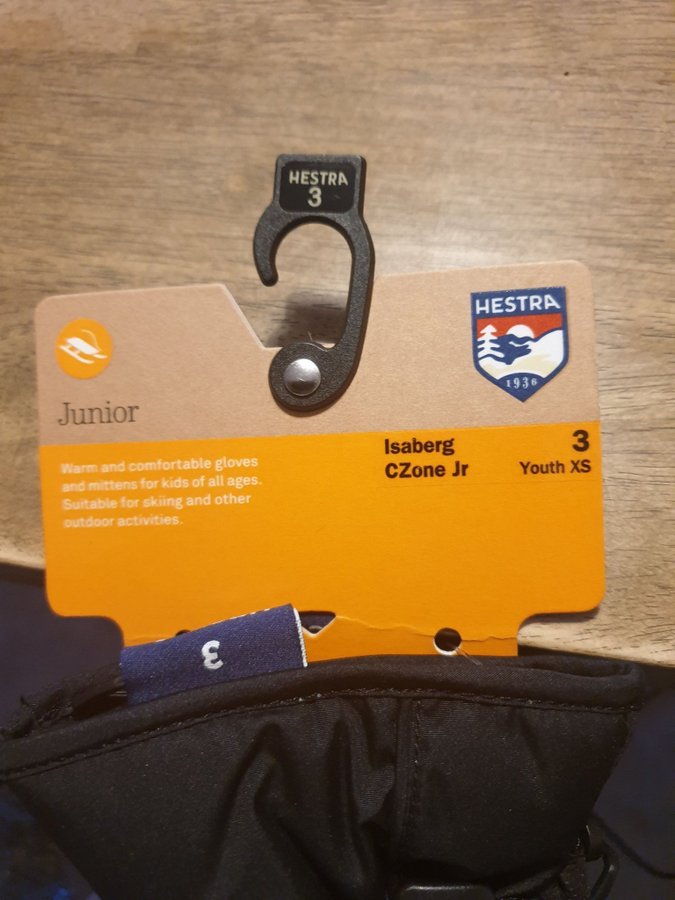 HESTRA
3
HESTRA
1936
Junior
Warm and comfortable gloves
and mittens for kids of all ages.
Suitable for skiing and other
outdoor activities.
Isaberg
CZone Jr
3
Youth XS
3